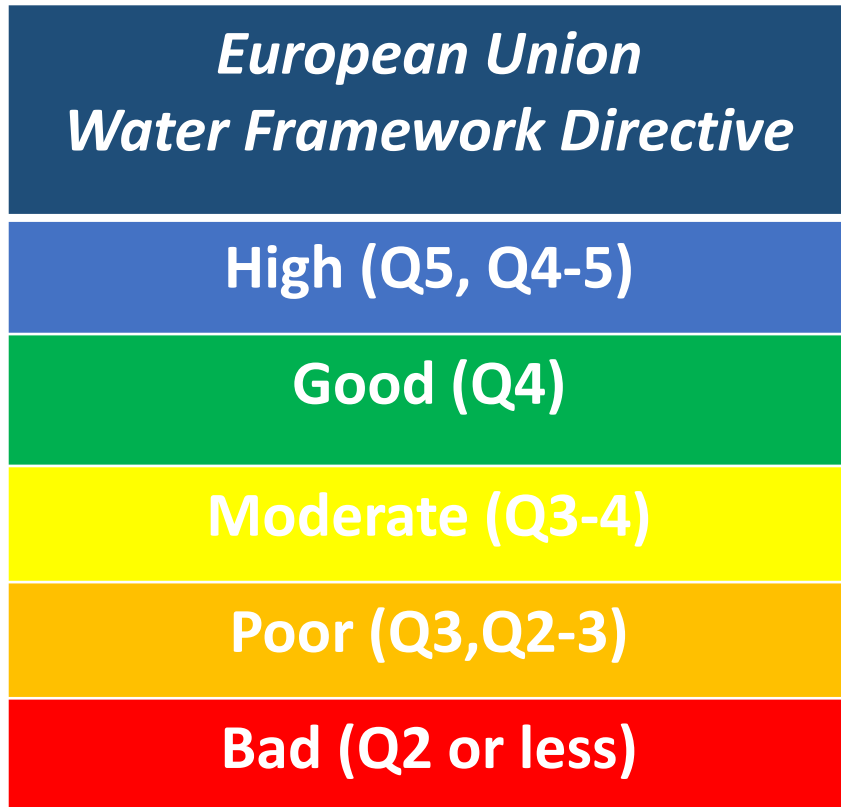 European Union
Water Framework Directive
High (Q5, Q4-5)
Good (Q4)
Moderate (Q3-4)
Poor (Q3,Q2-3)
Bad (Q2 or less)